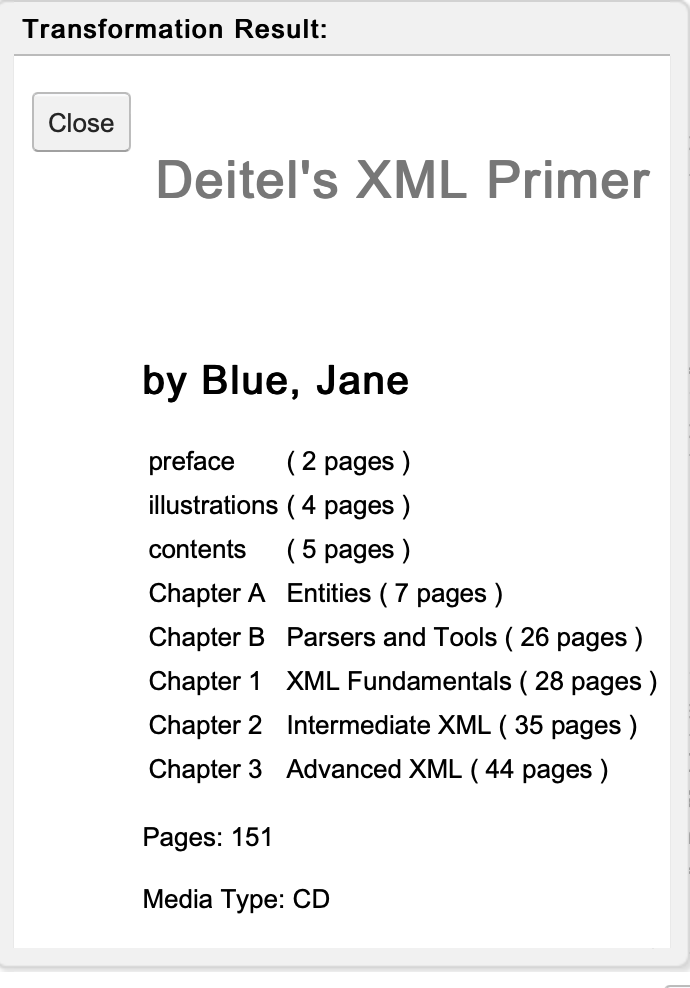 Transformation Result:
Close
Deitel's XML Primer
by Blue, Jane
preface ( 2 pages )
illustrations ( 4 pages )
contents ( 5 pages )
Chapter A Entities ( 7 pages )
Chapter B Parsers and Tools ( 26 pages )
Chapter 1 XML Fundamentals ( 28 pages )
Chapter 2 Intermediate XML ( 35 pages )
Chapter 3 Advanced XML ( 44 pages )
Pages: 151
Media Type: CD